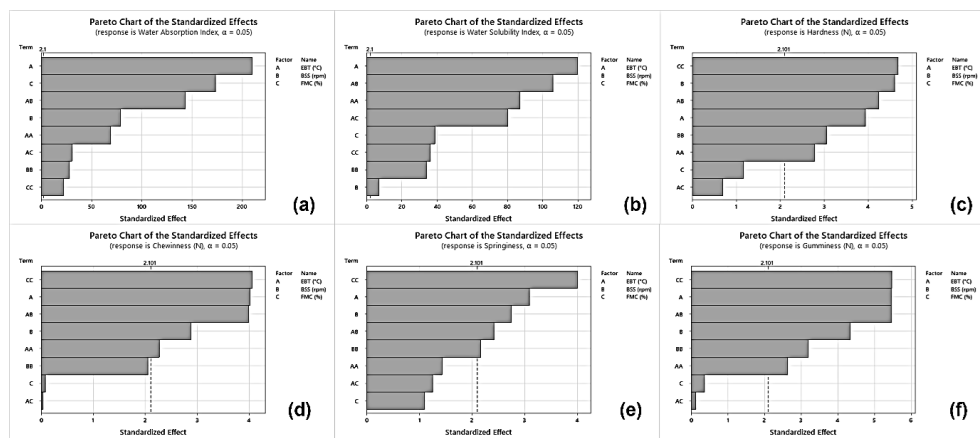 Pareto Chart of the Standardized Effects
(response is Water Absorption Index, α = 0.05)
Term
2.1
Factor Name
A EBT (°C)
B BSS (rpm)
C FMC (%)
A
C
AB
B
AA
AC
BB
CC
0 50 100 150 200
Standardized Effect
(a)
Pareto Chart of the Standardized Effects
(response is Water Solubility Index, α = 0.05)
Term
2.1
Factor Name
A EBT (°C)
B BSS (rpm)
C FMC (%)
A
AB
AA
AC
C
CC
BB
B
0 20 40 60 80 100 120
Standardized Effect
(b)
Pareto Chart of the Standardized Effects
(response is Hardness (N), α = 0.05)
Term
2.101
Factor Name
A EBT (°C)
B BSS (rpm)
C FMC (%)
CC
B
AB
A
BB
AA
C
AC
0 1 2 3 4 5
Standardized Effect
(c)
Pareto Chart of the Standardized Effects
(response is Chewinness (N), α = 0.05)
Term
2.101
Factor Name
A EBT (°C)
B BSS (rpm)
C FMC (%)
CC
A
AB
B
AA
BB
C
AC
0 1 2 3 4
Standardized Effect
(d)
Pareto Chart of the Standardized Effects
(response is Springiness, α = 0.05)
Term
2.101
Factor Name
A EBT (°C)
B BSS (rpm)
C FMC (%)
CC
A
B
AB
BB
AA
AC
C
0 1 2 3 4
Standardized Effect
(e)
Pareto Chart of the Standardized Effects
(response is Gumminess (N), α = 0.05)
Term
2.101
Factor Name
A EBT (°C)
B BSS (rpm)
C FMC (%)
CC
A
AB
B
BB
AA
C
AC
0 1 2 3 4 5 6
Standardized Effect
(f)